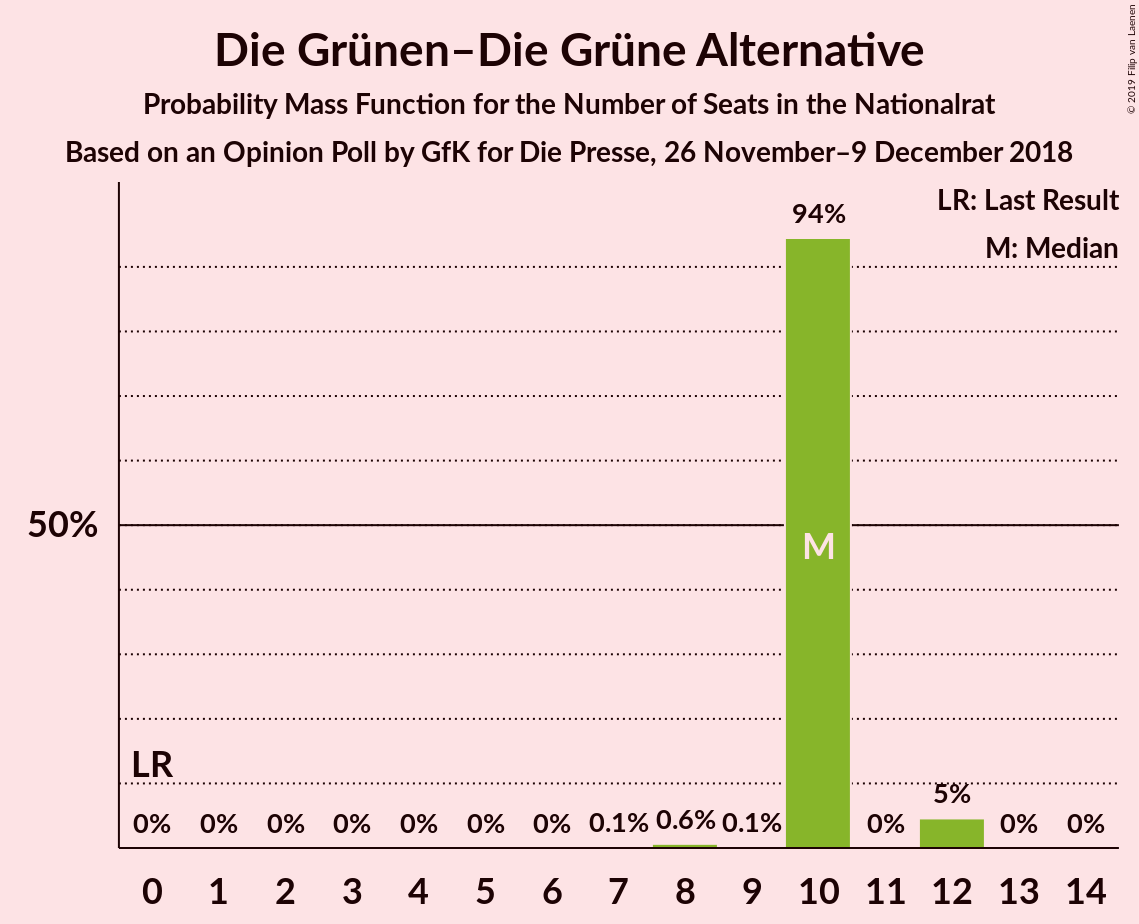 Die Grünen–Die Grüne Alternative
Probability Mass Function for the Number of Seats in the Nationalrat
Based on an Opinion Poll by GfK for Die Presse, 26 November–9 December 2018
© 2019 Filip van Laenen
LR: Last Result
M: Median
94%
50%
M
LR
0% 0% 0% 0% 0% 0% 0% 0.1% 0.6% 0.1% 0% 5% 0% 0%
0 1 2 3 4 5 6 7 8 9 10 11 12 13 14